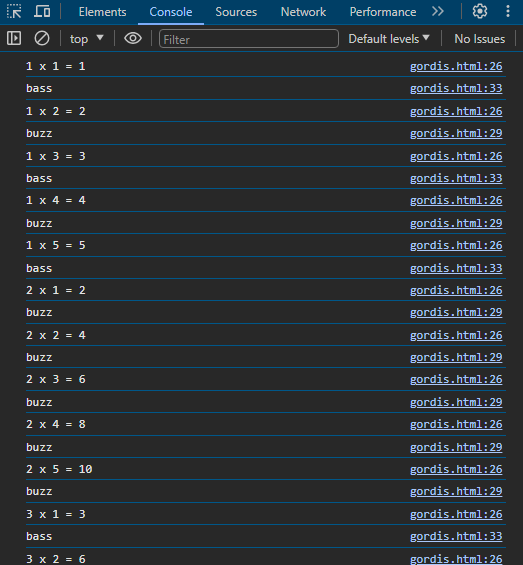 Elements Console Sources Network Performance
top Filter Default levels No Issues
1 x 1 = 1 gordis.html:26
bass gordis.html:33
1 x 2 = 2 gordis.html:26
buzz gordis.html:29
1 x 3 = 3 gordis.html:26
bass gordis.html:33
1 x 4 = 4 gordis.html:26
buzz gordis.html:29
1 x 5 = 5 gordis.html:26
bass gordis.html:33
2 x 1 = 2 gordis.html:26
buzz gordis.html:29
2 x 2 = 4 gordis.html:26
buzz gordis.html:29
2 x 3 = 6 gordis.html:26
buzz gordis.html:29
2 x 4 = 8 gordis.html:26
buzz gordis.html:29
2 x 5 = 10 gordis.html:26
buzz gordis.html:29
3 x 1 = 3 gordis.html:26
bass gordis.html:33
3 x 2 = 6 gordis.html:26